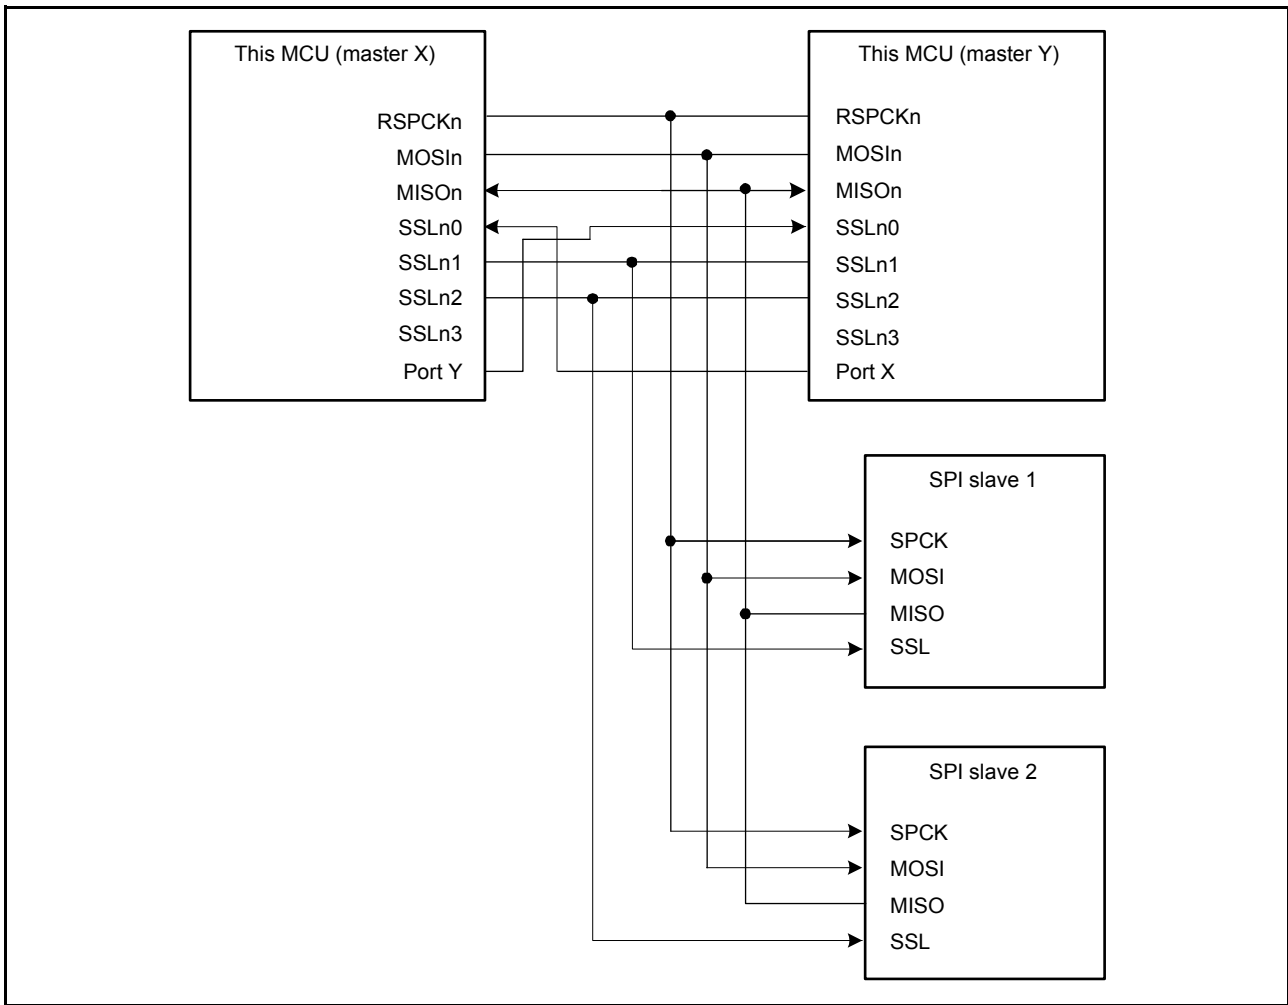 This MCU (master X)
RSPCKn
MOSIn
MISOn
SSLn0
SSLn1
SSLn2
SSLn3
Port Y
This MCU (master Y)
RSPCKn
MOSIn
MISOn
SSLn0
SSLn1
SSLn2
SSLn3
Port X
SPI slave 1
SPCK
MOSI
MISO
SSL
SPI slave 2
SPCK
MOSI
MISO
SSL